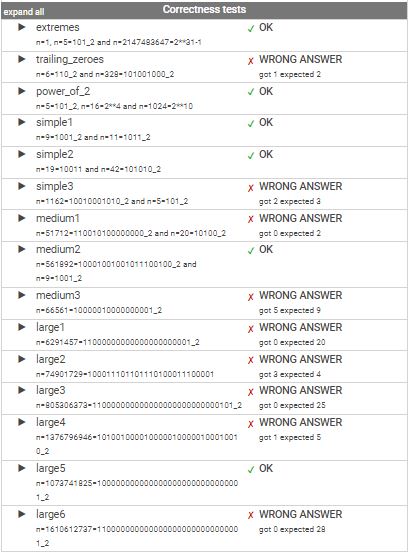 expand all Correctness tests
▶ extremes ✓ OK
n=1, n=5=101_2 and n=2147483647=2**31-1
▶ trailing_zeroes ✗ WRONG ANSWER
n=6=110_2 and n=328=101001000_2 got 1 expected 2
▶ power_of_2 ✓ OK
n=5=101_2, n=16=2**4 and n=1024=2**10
▶ simple1 ✓ OK
n=9=1001_2 and n=11=1011_2
▶ simple2 ✓ OK
n=19=10011 and n=42=101010_2
▶ simple3 ✗ WRONG ANSWER
n=1162=10010001010_2 and n=5=101_2 got 2 expected 3
▶ medium1 ✗ WRONG ANSWER
n=51712=110010100000000_2 and n=20=10100_2 got 0 expected 2
▶ medium2 ✓ OK
n=561892=10001001001011100100_2 and
n=9=1001_2
▶ medium3 ✗ WRONG ANSWER
n=66561=10000010000000001_2 got 5 expected 9
▶ large1 ✗ WRONG ANSWER
n=6291457=11000000000000000000001_2 got 0 expected 20
▶ large2 ✗ WRONG ANSWER
n=74901729=100011101101110100011100001 got 3 expected 4
▶ large3 ✗ WRONG ANSWER
n=805306373=110000000000000000000000000101_2 got 0 expected 25
▶ large4 ✗ WRONG ANSWER
n=1376796946=101001000010000010000100010010 got 1 expected 5
0_2
▶ large5 ✓ OK
n=1073741825=100000000000000000000000000000
1_2
▶ large6 ✗ WRONG ANSWER
n=1610612737=110000000000000000000000000000 got 0 expected 28
1_2